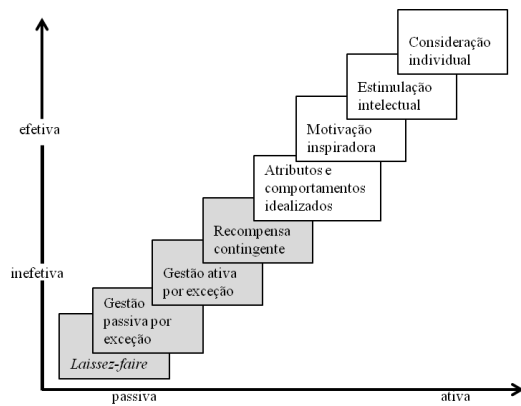 Consideração
individual
Estimulação
intelectual
efetiva
Motivação
inspiradora
Atributos e
comportamentos
idealizados
Recompensa
contingente
inefetiva
Gestão ativa
por exceção
Gestão
passiva por
exceção
Laissez-faire
passiva
ativa